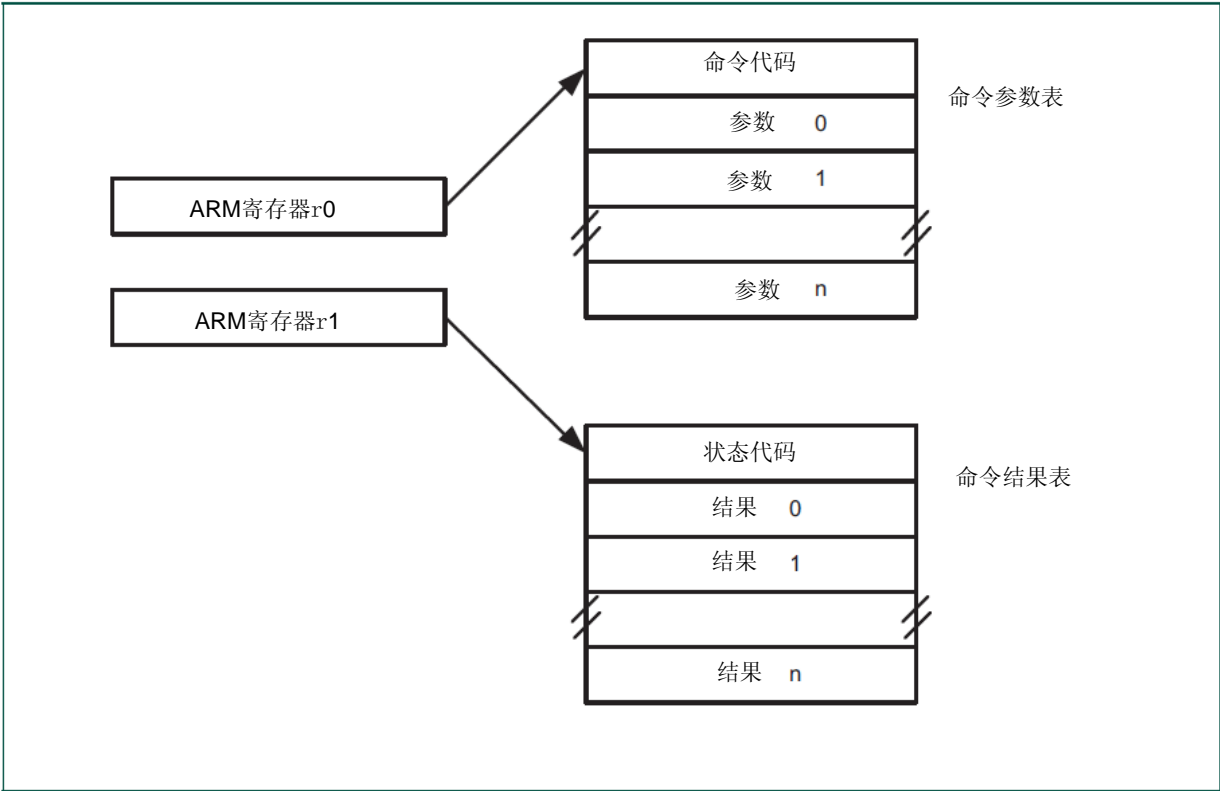 命令代码
命令参数表
参数 0
参数 1
ARM寄存器r0
参数 n
ARM寄存器r1
状态代码
命令结果表
结果 0
结果 1
结果 n